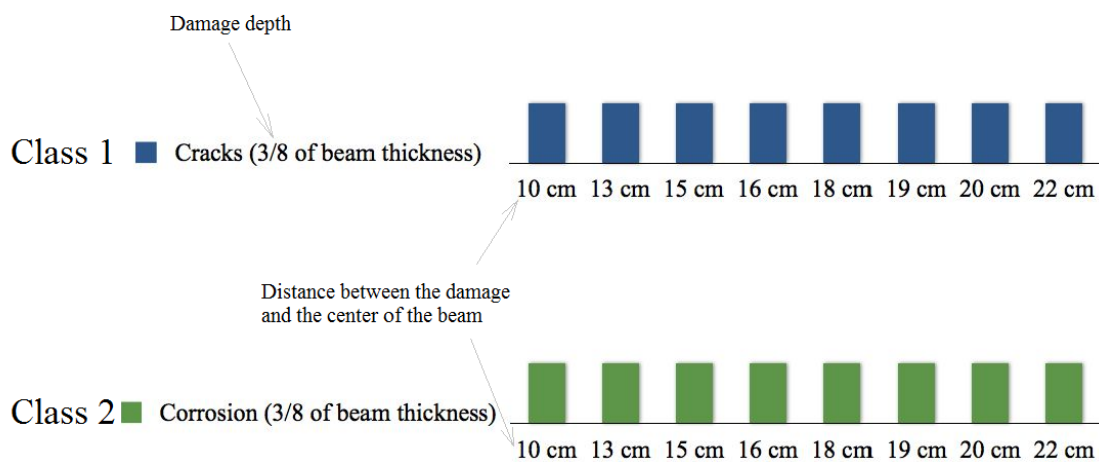 Damage depth
Class 1 Cracks (3/8 of beam thickness)
10 cm 13 cm 15 cm 16 cm 18 cm 19 cm 20 cm 22 cm
Distance between the damage
and the center of the beam
Class 2 Corrosion (3/8 of beam thickness)
10 cm 13 cm 15 cm 16 cm 18 cm 19 cm 20 cm 22 cm